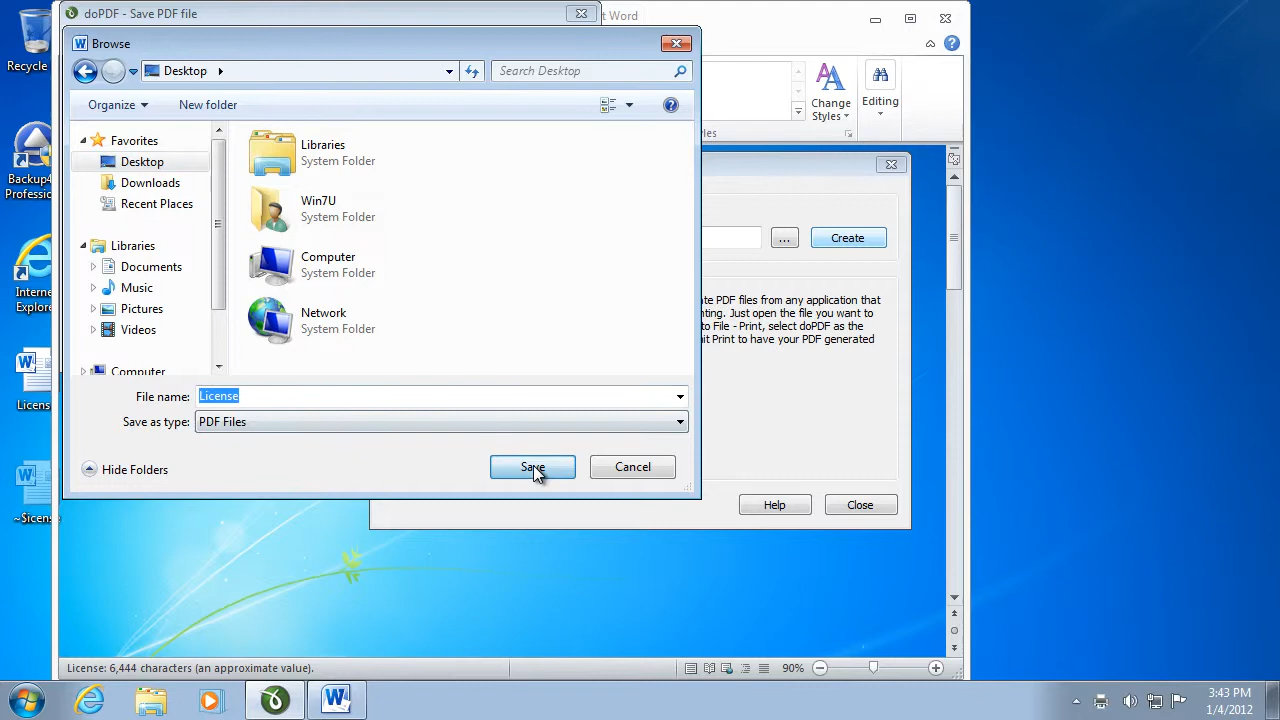 doPDF - Save PDF file
t Word
Browse
Desktop
Search Desktop
Organize
New folder
Change
Styles
Editing
les
Favorites
Desktop
Downloads
Recent Places
Libraries
Documents
Music
Pictures
Videos
Computer
Libraries
System Folder
Win7U
System Folder
Computer
System Folder
Network
System Folder
File name:
License
Save as type:
PDF Files
Hide Folders
Save
Cancel
...
Create
ate PDF files from any application that
nting. Just open the file you want to
to File - Print, select doPDF as the
it Print to have your PDF generated
Help
Close
Recycle
Backup4
Professio
Interne
Explore
Licens
~$icens
License: 6,444 characters (an approximate value).
90%
3:43 PM
1/4/2012